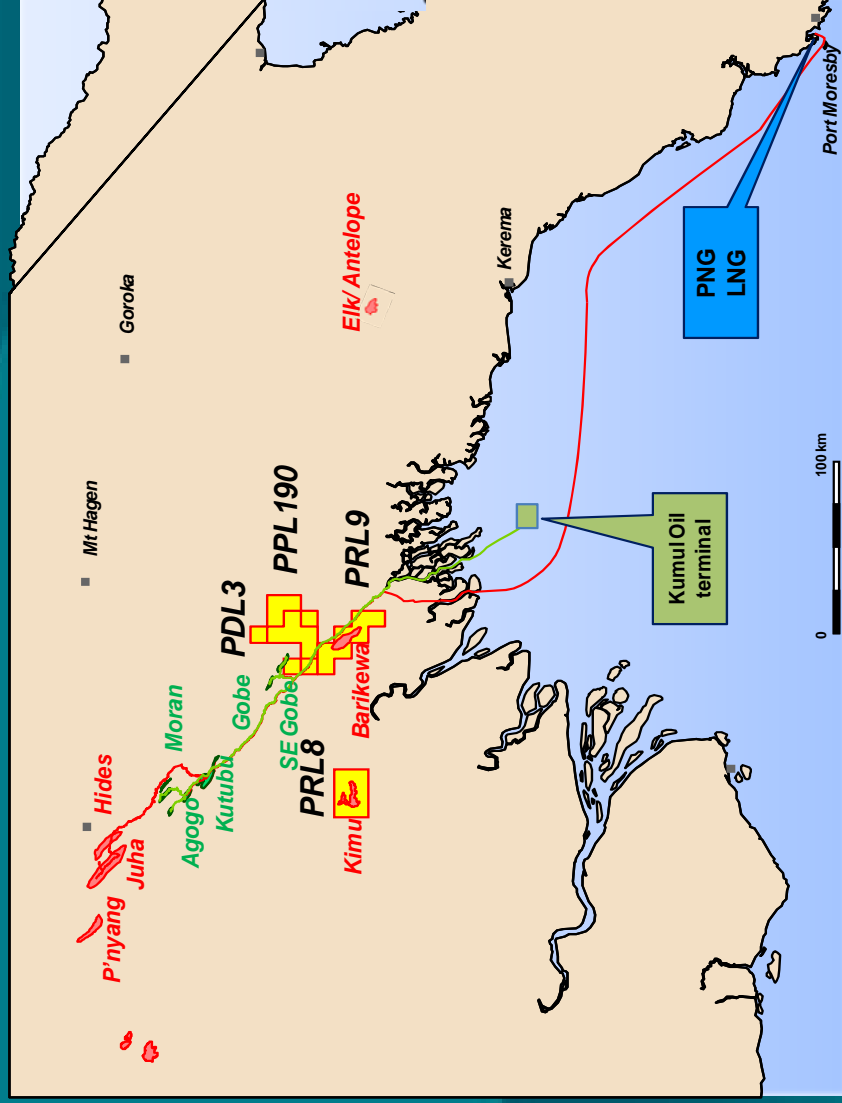 P'nyang
Juha
Hides
Mt Hagen
Goroka
Moran
Agogo
Kutubu
Gobe
SE Gobe
PDL3
PPL190
PRL8
PRL9
Kimu
Barikewa
Elk/ Antelope
Kerema
Kumul Oil
terminal
PNG
LNG
Port Moresby
0
100 km